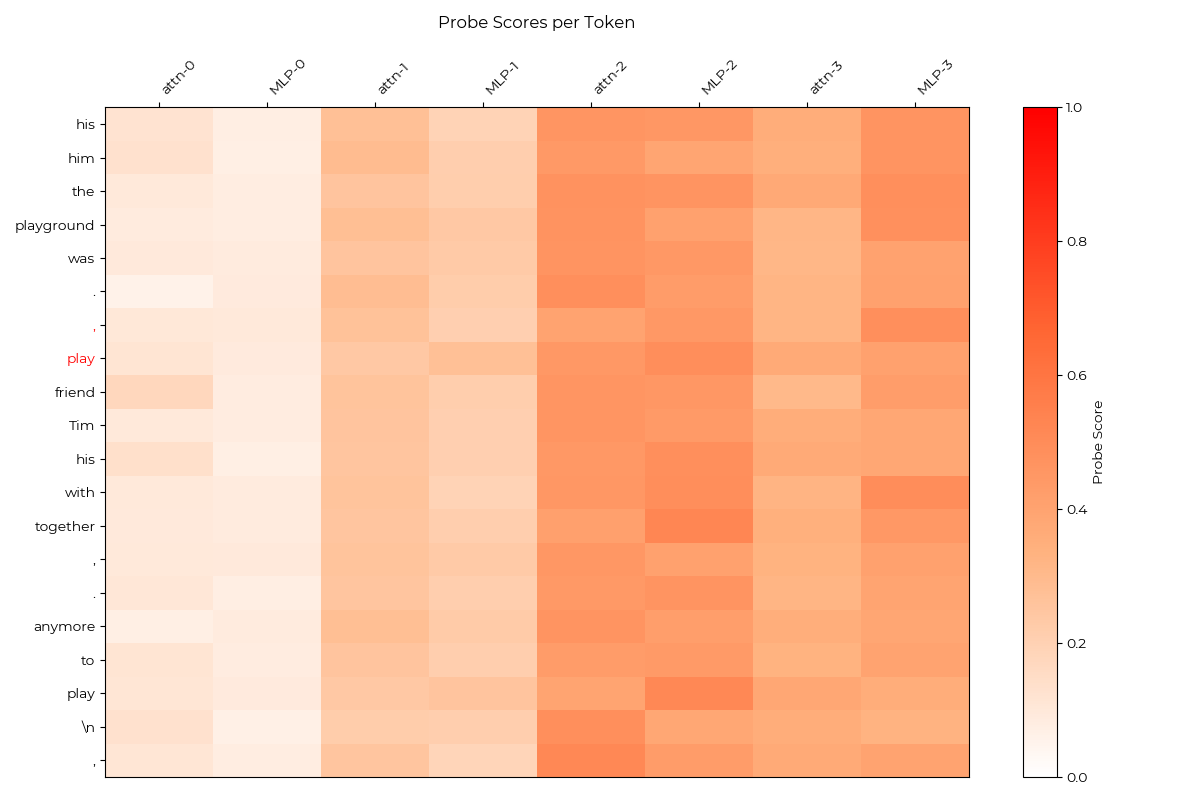 Probe Scores per Token
attn-0 MLP-0 attn-1 MLP-1 attn-2 MLP-2 attn-3 MLP-3
his
him
the
playground
was
.
,
play
friend
Tim
his
with
together
,
.
anymore
to
play
\n
,
1.0
0.8
0.6
0.4
0.2
0.0
Probe Score